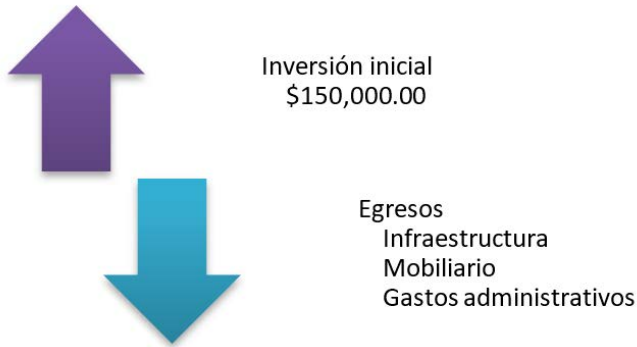 Inversión inicial
$150,000.00
Egresos
Infraestructura
Mobiliario
Gastos administrativos